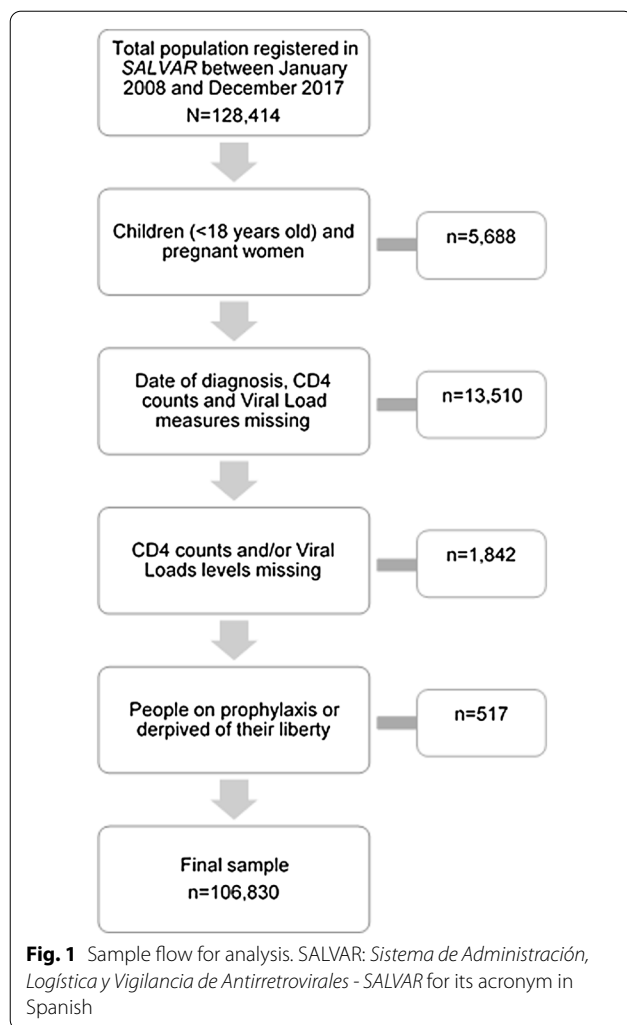 Total population registered in
SALVAR between January
2008 and December 2017
N=128,414
Children (<18 years old) and
pregnant women
n=5,688
Date of diagnosis, CD4
counts and Viral Load
measures missing
n=13,510
CD4 counts and/or Viral
Loads levels missing
n=1,842
People on prophylaxis or
derpived of their liberty
n=517
Final sample
n=106,830
Fig. 1 Sample flow for analysis. SALVAR: Sistema de Administración,
Logística y Vigilancia de Antirretrovirales - SALVAR for its acronym in
Spanish